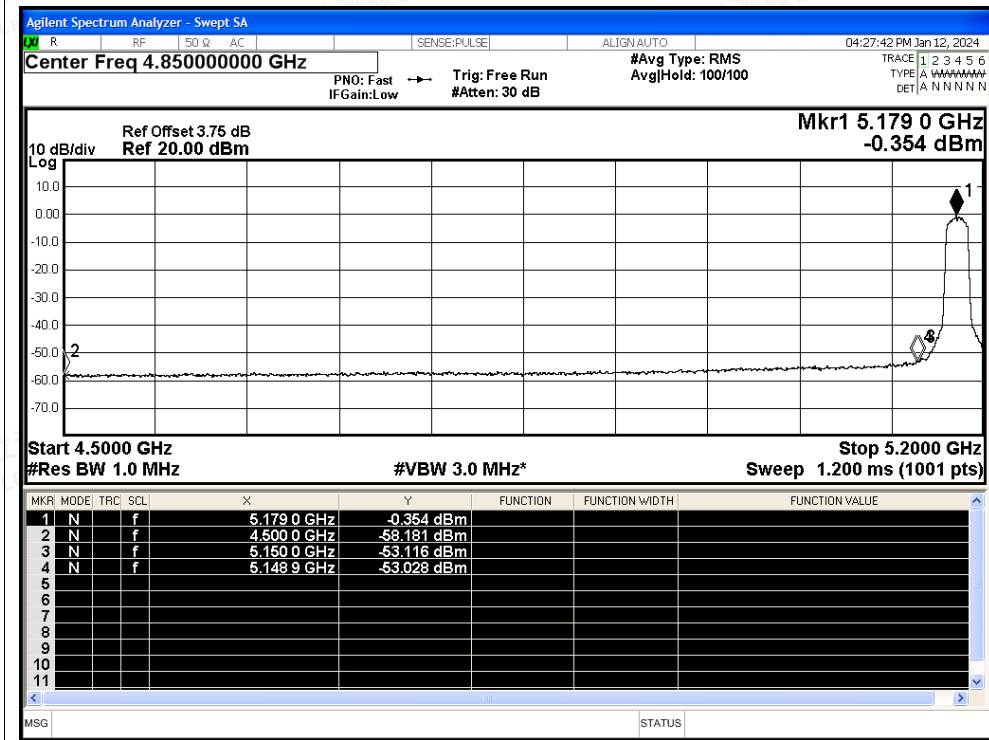 Agilent Spectrum Analyzer - Swept SA
LXI R RF 50 Ω AC SENSE:PULSE ALIGN AUTO 04:27:42 PM Jan 12, 2024
Center Freq 4.850000000 GHz #Avg Type: RMS TRACE 1 2 3 4 5 6
PNO: Fast Trig: Free Run Avg|Hold: 100/100 TYPE A WWWWW
IFGain:Low #Atten: 30 dB DET A N N N N N
Mkr1 5.179 0 GHz
Ref Offset 3.75 dB
10 dB/div Ref 20.00 dBm -0.354 dBm
Log
10.0
1
0.00
-10.0
-20.0
-30.0
-40.0
-50.0
2
-60.0
-70.0
Start 4.5000 GHz Stop 5.2000 GHz
#Res BW 1.0 MHz #VBW 3.0 MHz* Sweep 1.200 ms (1001 pts)
MKR MODE TRC SCL X Y FUNCTION FUNCTION WIDTH FUNCTION VALUE
1 N f 5.179 0 GHz -0.354 dBm
2 N f 4.500 0 GHz -58.181 dBm
3 N f 5.150 0 GHz -53.116 dBm
4 N f 5.148 9 GHz -53.028 dBm
5
6
7
8
9
10
11
MSG STATUS